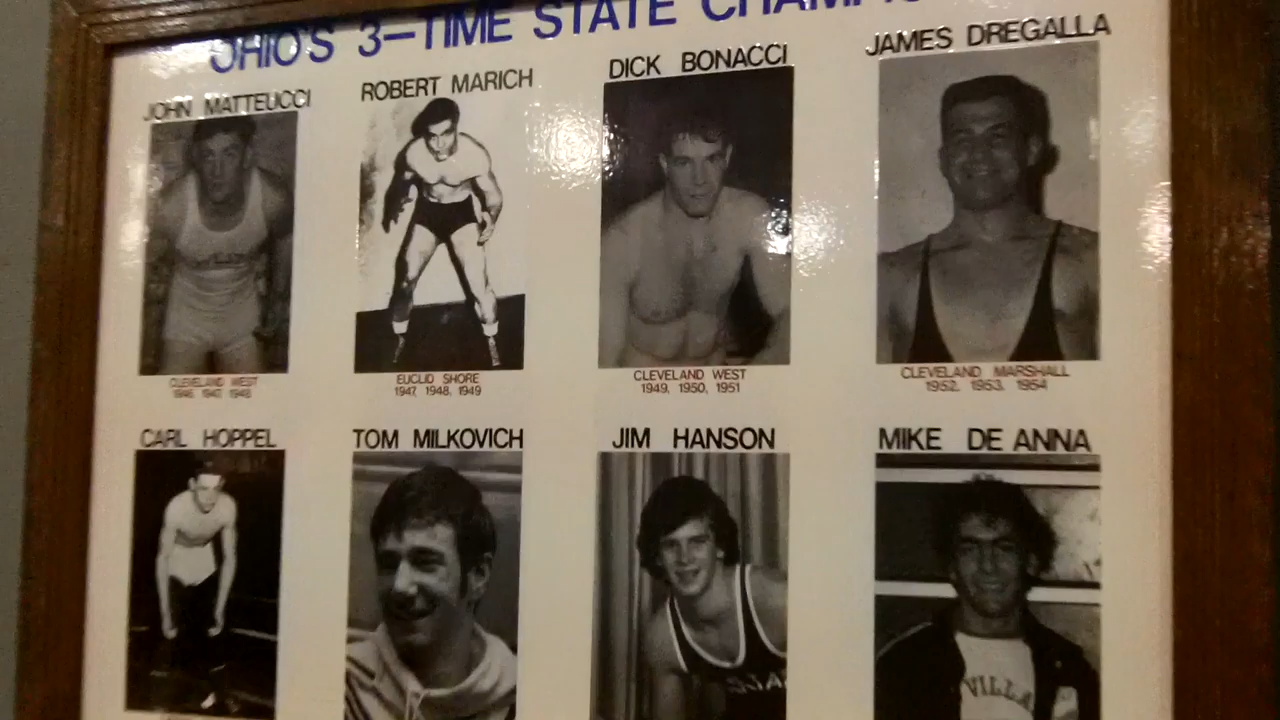 OHIO'S 3-TIME STATE
JOHN MATTEUCCI
ROBERT MARICH
DICK BONACCI
JAMES DREGALLA
CLEVELAND WEST
1946, 1947, 1948
EUCLID SHORE
1947, 1948, 1949
CLEVELAND WEST
1949, 1950, 1951
CLEVELAND MARSHALL
1952, 1953, 1954
CARL HOPPEL
TOM MILKOVICH
JIM HANSON
MIKE DE ANNA
VILLA